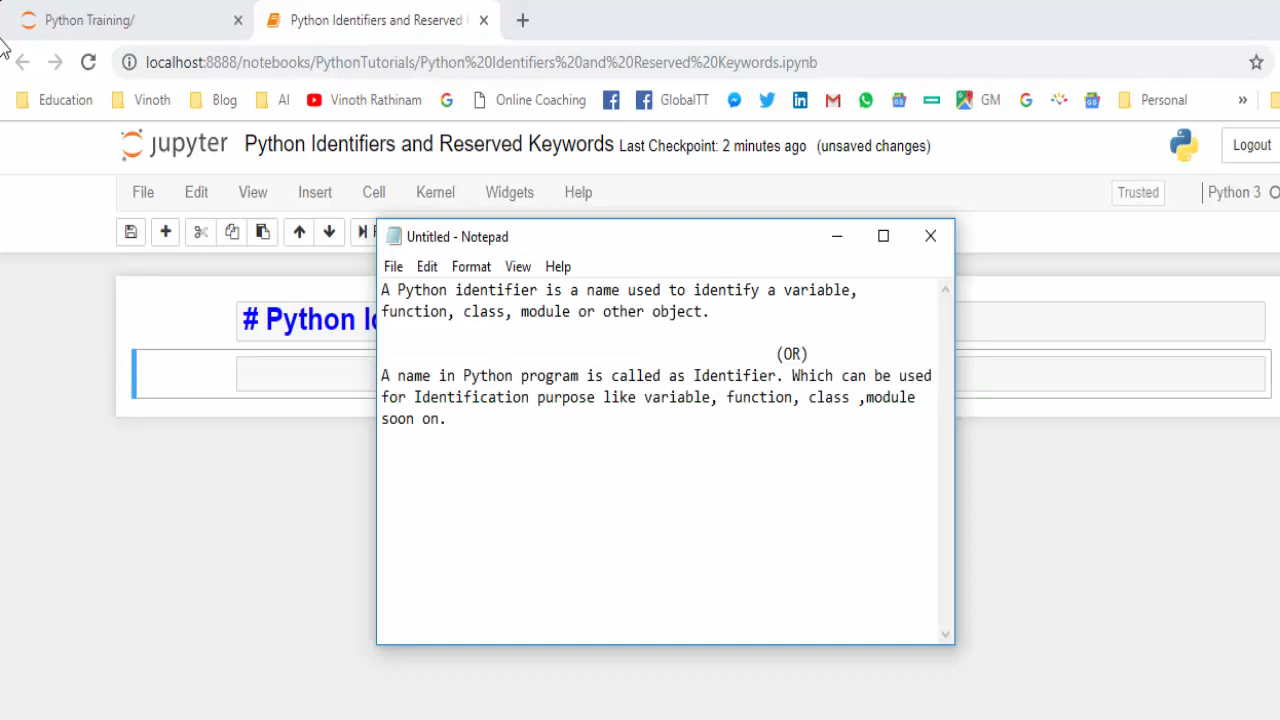 Python Training/
Python Identifiers and Reserved
localhost:8888/notebooks/PythonTutorials/Python%20Identifiers%20and%20Reserved%20Keywords.ipynb
Education Vinoth Blog AI Vinoth Rathinam Online Coaching GlobalTT GM Personal »
jupyter Python Identifiers and Reserved Keywords Last Checkpoint: 2 minutes ago (unsaved changes) Logout
File Edit View Insert Cell Kernel Widgets Help Trusted Python 3
Untitled - Notepad
File Edit Format View Help
A Python identifier is a name used to identify a variable,
function, class, module or other object.
# Python
(OR)
A name in Python program is called as Identifier. Which can be used
for Identification purpose like variable, function, class ,module
soon on.